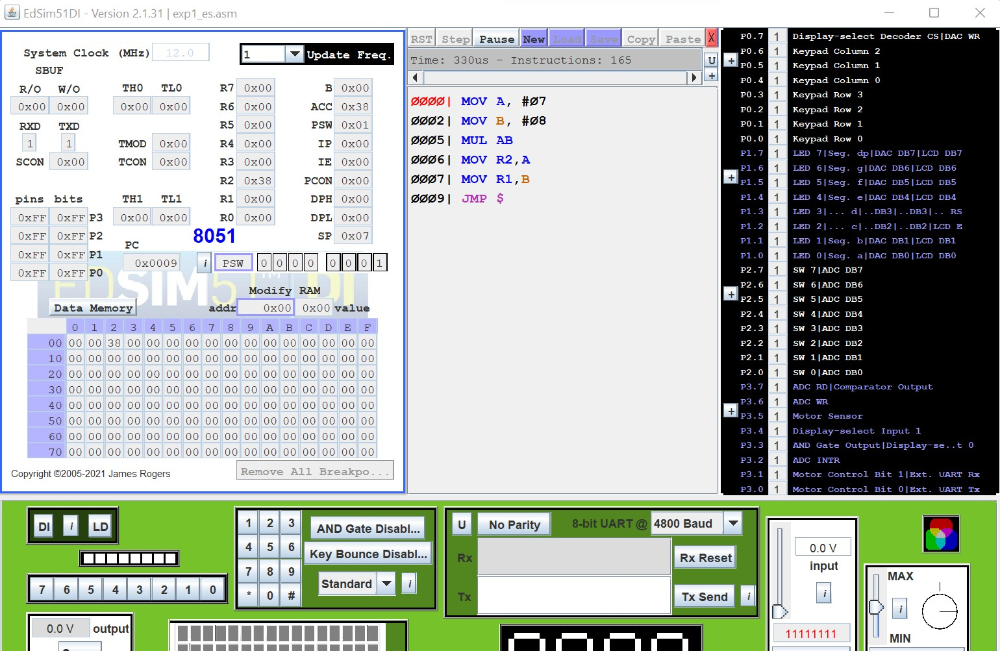 EdSim51DI - Version 2.1.31 | exp1_es.asm
System Clock (MHz) 12.0 1 Update Freq.
SBUF
R/O W/O TH0 TL0 R7 0x00 B 0x00
0x00 0x00 0x00 0x00 R6 0x00 ACC 0x38
RXD TXD R5 0x00 PSW 0x01
1 1 TMOD 0x00 R4 0x00 IP 0x00
SCON 0x00 TCON 0x00 R3 0x00 IE 0x00
R2 0x38 PCON 0x00
pins bits TH1 TL1 R1 0x00 DPH 0x00
0xFF 0xFF P3 0x00 0x00 R0 0x00 DPL 0x00
0xFF 0xFF P2 8051 SP 0x07
PC
0xFF 0xFF P1 0x0009 i PSW 0 0 0 0 0 0 0 1
0xFF 0xFF P0
EDSIM51 DI
TM
Modify RAM
Data Memory addr 0x00 0x00 value
0 1 2 3 4 5 6 7 8 9 A B C D E F
00 00 00 38 00 00 00 00 00 00 00 00 00 00 00 00 00
10 00 00 00 00 00 00 00 00 00 00 00 00 00 00 00 00
20 00 00 00 00 00 00 00 00 00 00 00 00 00 00 00 00
30 00 00 00 00 00 00 00 00 00 00 00 00 00 00 00 00
40 00 00 00 00 00 00 00 00 00 00 00 00 00 00 00 00
50 00 00 00 00 00 00 00 00 00 00 00 00 00 00 00 00
60 00 00 00 00 00 00 00 00 00 00 00 00 00 00 00 00
70 00 00 00 00 00 00 00 00 00 00 00 00 00 00 00 00
Copyright ©2005-2021 James Rogers Remove All Breakpo...
RST Step Pause New Load Save Copy Paste X
Time: 330us - Instructions: 165 U
+
0000| MOV A, #07
0002| MOV B, #08
0005| MUL AB
0006| MOV R2,A
0007| MOV R1,B
0009| JMP $
P0.7 1 Display-select Decoder CS|DAC WR
+ P0.6 1 Keypad Column 2
P0.5 1 Keypad Column 1
P0.4 1 Keypad Column 0
P0.3 1 Keypad Row 3
P0.2 1 Keypad Row 2
P0.1 1 Keypad Row 1
P0.0 1 Keypad Row 0
P1.7 1 LED 7|Seg. dp|DAC DB7|LCD DB7
+ P1.6 1 LED 6|Seg. g|DAC DB6|LCD DB6
P1.5 1 LED 5|Seg. f|DAC DB5|LCD DB5
P1.4 1 LED 4|Seg. e|DAC DB4|LCD DB4
P1.3 1 LED 3|... d|..DB3|..DB3|.. RS
P1.2 1 LED 2|... c|..DB2|..DB2|LCD E
P1.1 1 LED 1|Seg. b|DAC DB1|LCD DB1
P1.0 1 LED 0|Seg. a|DAC DB0|LCD DB0
P2.7 1 SW 7|ADC DB7
+ P2.6 1 SW 6|ADC DB6
P2.5 1 SW 5|ADC DB5
P2.4 1 SW 4|ADC DB4
P2.3 1 SW 3|ADC DB3
P2.2 1 SW 2|ADC DB2
P2.1 1 SW 1|ADC DB1
P2.0 1 SW 0|ADC DB0
P3.7 1 ADC RD|Comparator Output
+ P3.6 1 ADC WR
P3.5 1 Motor Sensor
P3.4 1 Display-select Input 1
P3.3 1 AND Gate Output|Display-se..t 0
P3.2 1 ADC INTR
P3.1 1 Motor Control Bit 1|Ext. UART Rx
P3.0 1 Motor Control Bit 0|Ext. UART Tx
DI i LD
7 6 5 4 3 2 1 0
0.0 V output
1 2 3
4 5 6
7 8 9
* 0 #
AND Gate Disabl...
Key Bounce Disabl...
Standard i
U No Parity 8-bit UART @ 4800 Baud
Rx Rx Reset
Tx Tx Send i
0.0 V
input
i
11111111
MAX
i
MIN